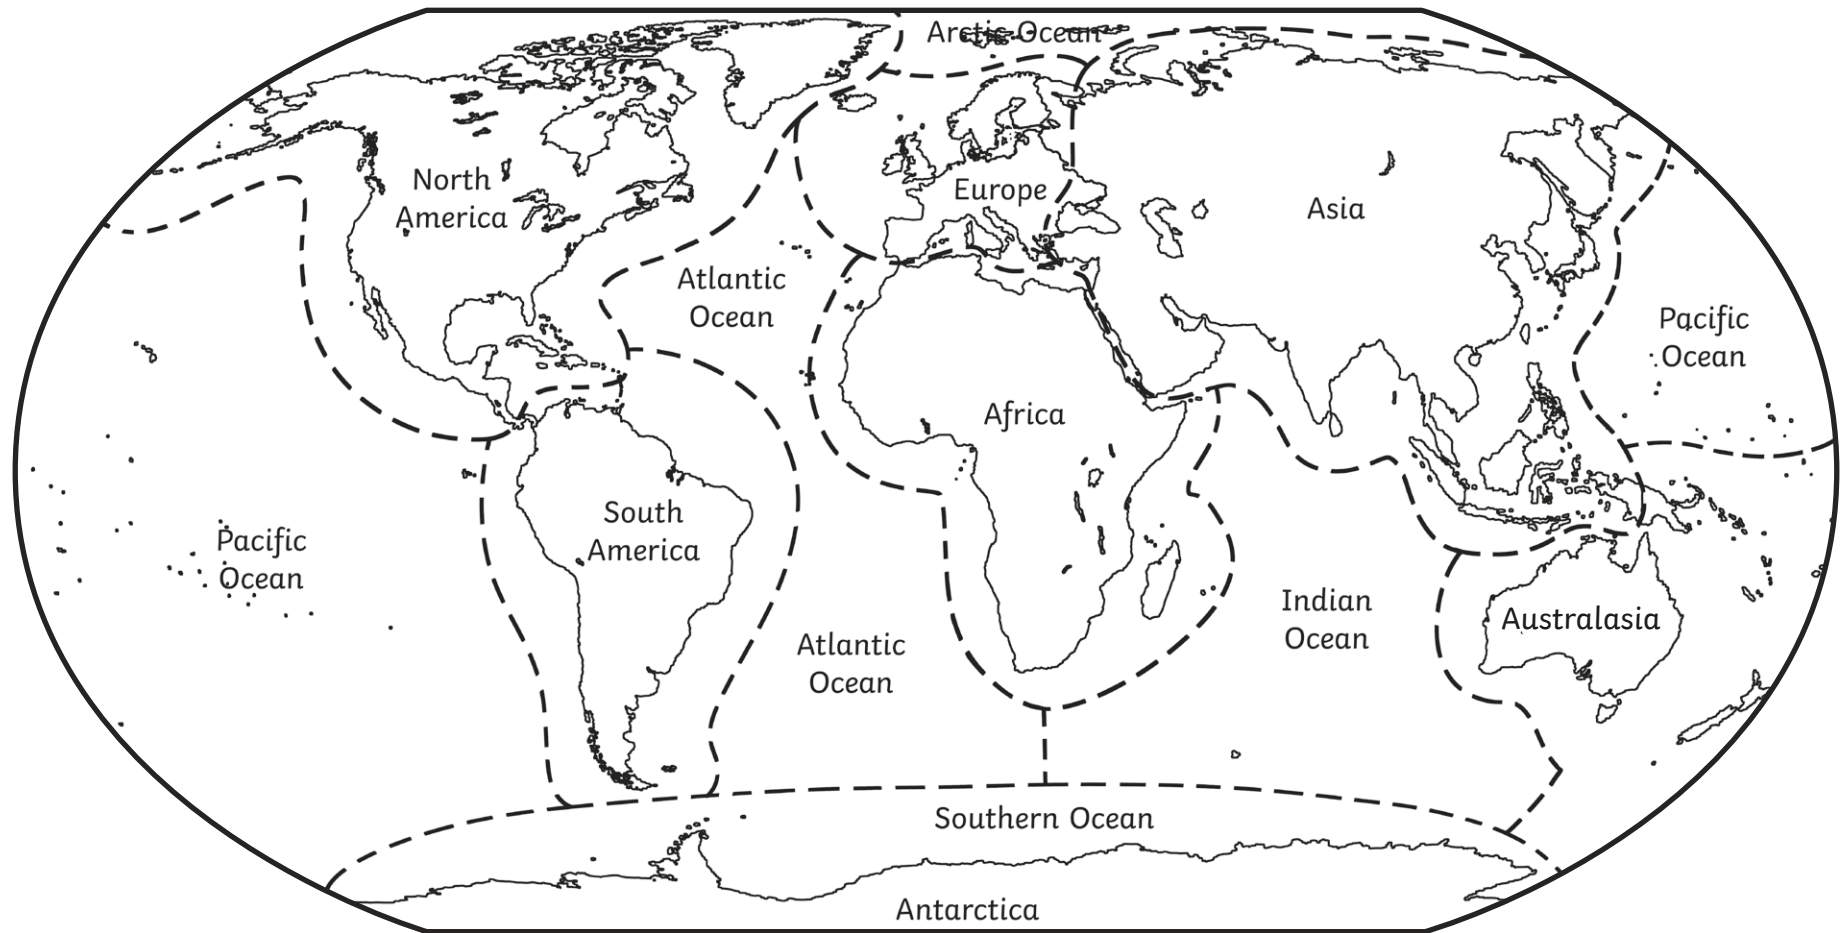 Arctic Ocean
North
America
Europe
Asia
Atlantic
Ocean
Pacific
Ocean
Africa
South
America
Pacific
Ocean
Indian
Ocean
Australasia
Atlantic
Ocean
Southern Ocean
Antarctica